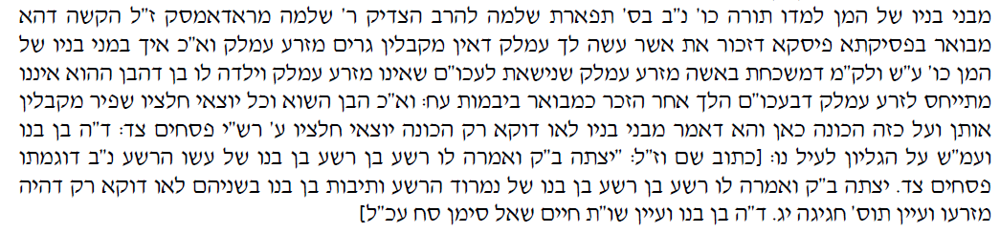 מבני בניו של המן למדו תורה כו' נ"ב בס' תפארת שלמה להרב הצדיק ר' שלמה מראדאמסק ז"ל הקשה דהא
מבואר בפסיקתא פיסקא דזכור את אשר עשה לך עמלק דאין מקבלין גרים מזרע עמלק וא"כ איך במני בניו של
המן כו' ע"ש ולק"מ דמשכחת באשה מזרע עמלק שנישאת לעכו"ם שאינו מזרע עמלק וילדה לו בן דהבן ההוא איננו
מתייחס לזרע עמלק דבעכו"ם הלך אחר הזכר כמבואר ביבמות עח: וא"כ הבן השוא וכל יוצאי חלציו שפיר מקבלין
אותן ועל כזה הכונה כאן והא דאמר מבני בניו לאו דוקא רק הכונה יוצאי חלציו ע' רש"י פסחים צד: ד"ה בן בנו
ועמ"ש על הגליון לעיל נו: [כתוב שם וז"ל: "יצתה ב"ק ואמרה לו רשע בן רשע בן בנו של עשו הרשע נ"ב דוגמתו
פסחים צד. יצתה ב"ק ואמרה לו רשע בן רשע בן בנו של נמרוד הרשע ותיבות בן בנו בשניהם לאו דוקא רק דהיה
מזרעו ועיין תוס' חגיגה יג. ד"ה בן בנו ועיין שו"ת חיים שאל סימן סח עכ"ל]